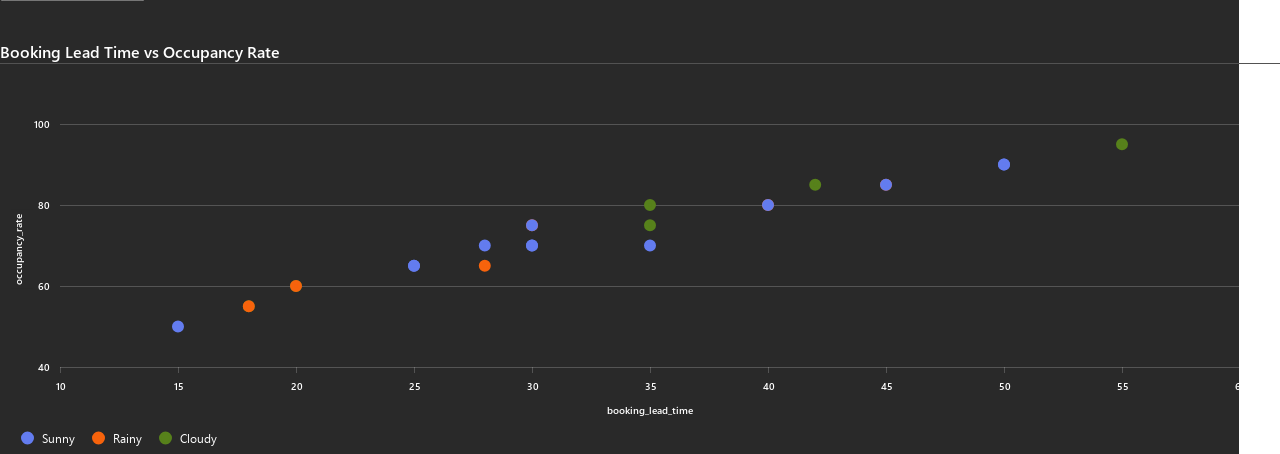 Booking Lead Time vs Occupancy Rate
100
80
60
40
occupancy_rate
10 15 20 25 30 35 40 45 50 55
booking_lead_time
Sunny Rainy Cloudy